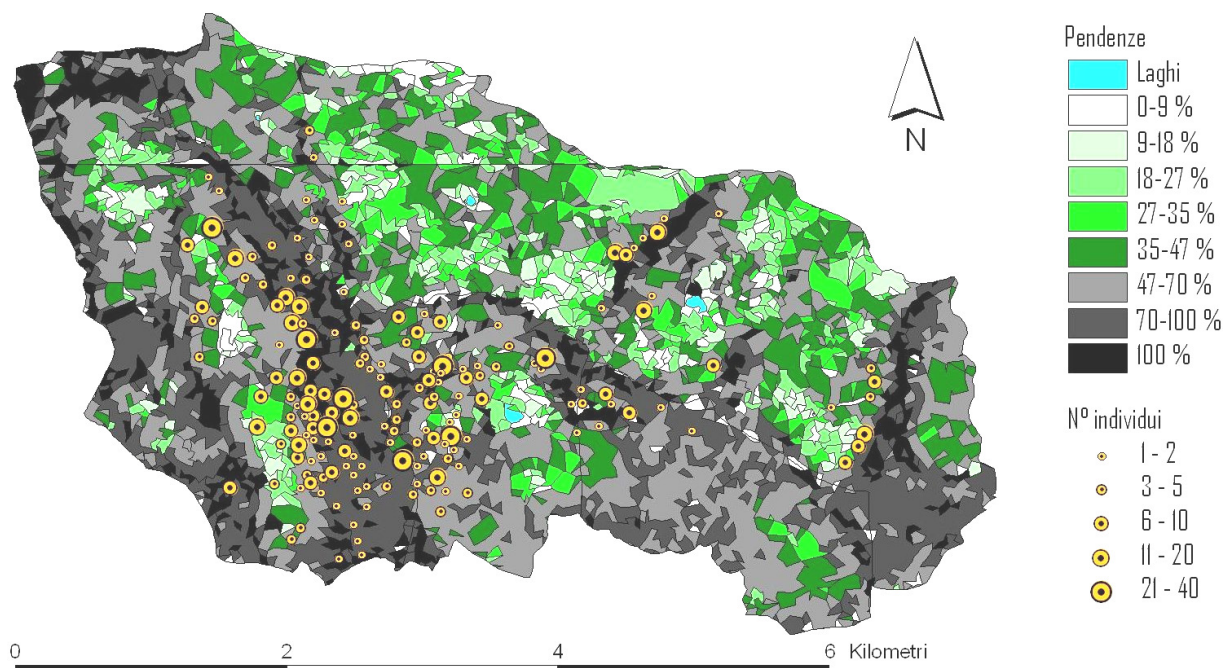 N
Pendenze
Laghi
0-9 %
9-18 %
18-27 %
27-35 %
35-47 %
47-70 %
70-100 %
100 %
N° individui
1 - 2
3 - 5
6 - 10
11 - 20
21 - 40
0 2 4 6 Kilometri